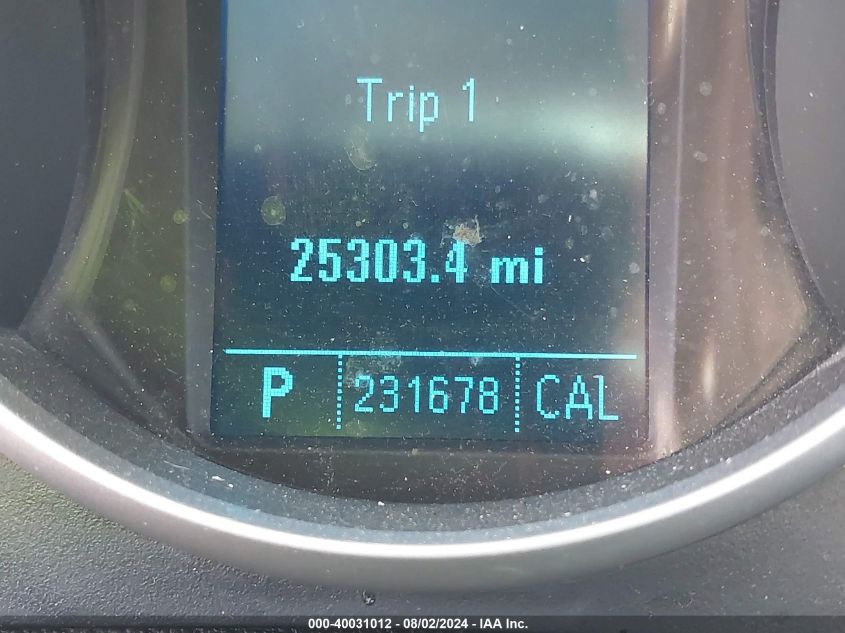 Trip 1
25303.4 mi
P 231678 CAL
000-40031012 - 08/02/2024 - IAA Inc.